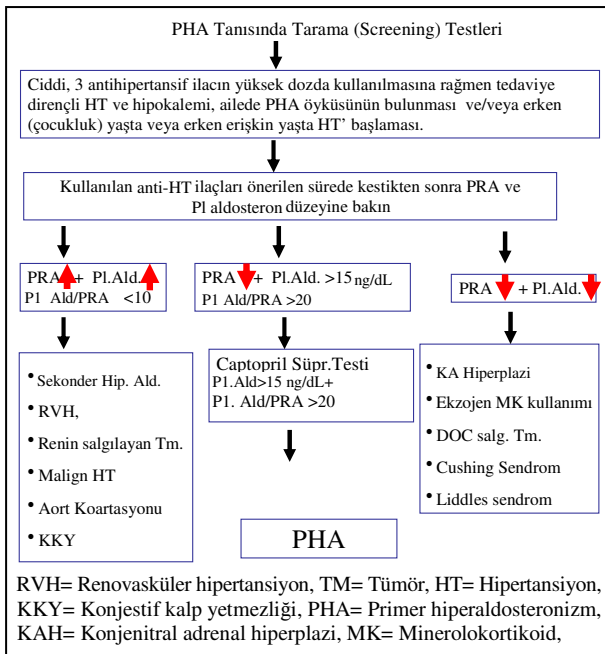 PHA Tanısında Tarama (Screening) Testleri
Ciddi, 3 antihipertansif ilacın yüksek dozda kullanılmasına rağmen tedaviye
dirençli HT ve hipokalemi, ailede PHA öyküsünün bulunması ve/veya erken
(çocukluk) yaşta veya erken erişkin yaşta HT’ başlaması.
Kullanılan anti-HT ilaçları önerilen sürede kestikten sonra PRA ve
Pl aldosteron düzeyine bakın
PRA + Pl.Ald.
P1 Ald/PRA <10
PRA + Pl.Ald. >15 ng/dL
P1 Ald/PRA >20
PRA + Pl.Ald.
• Sekonder Hip. Ald.
• RVH,
• Renin salgılayan Tm.
• Malign HT
• Aort Koartasyonu
• KKY
Captopril Süpr.Testi
P1.Ald>15 ng/dL+
P1. Ald/PRA >20
• KA Hiperplazi
• Ekzojen MK kullanımı
• DOC salg. Tm.
• Cushing Sendrom
• Liddles sendrom
PHA
RVH= Renovasküler hipertansiyon, TM= Tümör, HT= Hipertansiyon,
KKY= Konjestif kalp yetmezliği, PHA= Primer hiperaldosteronizm,
KAH= Konjenitral adrenal hiperplazi, MK= Minerolokortikoid,